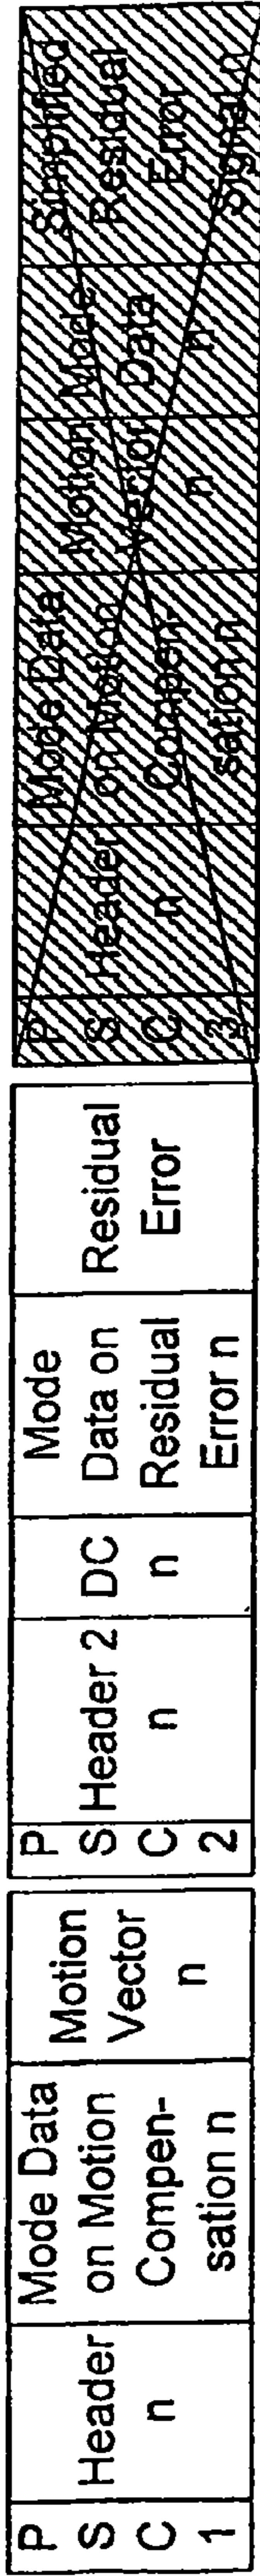 P
S
C
1
Header
n
Mode Data
on Motion
Compen-
sation n
Motion
Vector
n
P
S
C
2
Header 2
n
DC
n
Mode
Data on
Residual
Error n
Residual
Error
P
S
C
3
Header
n
Mode Data
on Motion
Compen-
sation n
Motion
Vector
n
Mode
Data
n
Simplified
Residual
Error
Signal n